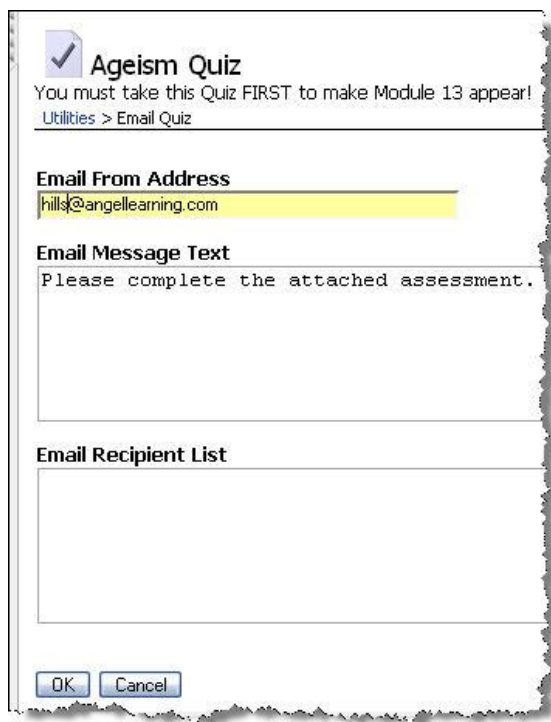 Ageism Quiz
You must take this Quiz FIRST to make Module 13 appear!
Utilities > Email Quiz
Email From Address
hills@angellearning.com
Email Message Text
Please complete the attached assessment.
Email Recipient List
OK Cancel